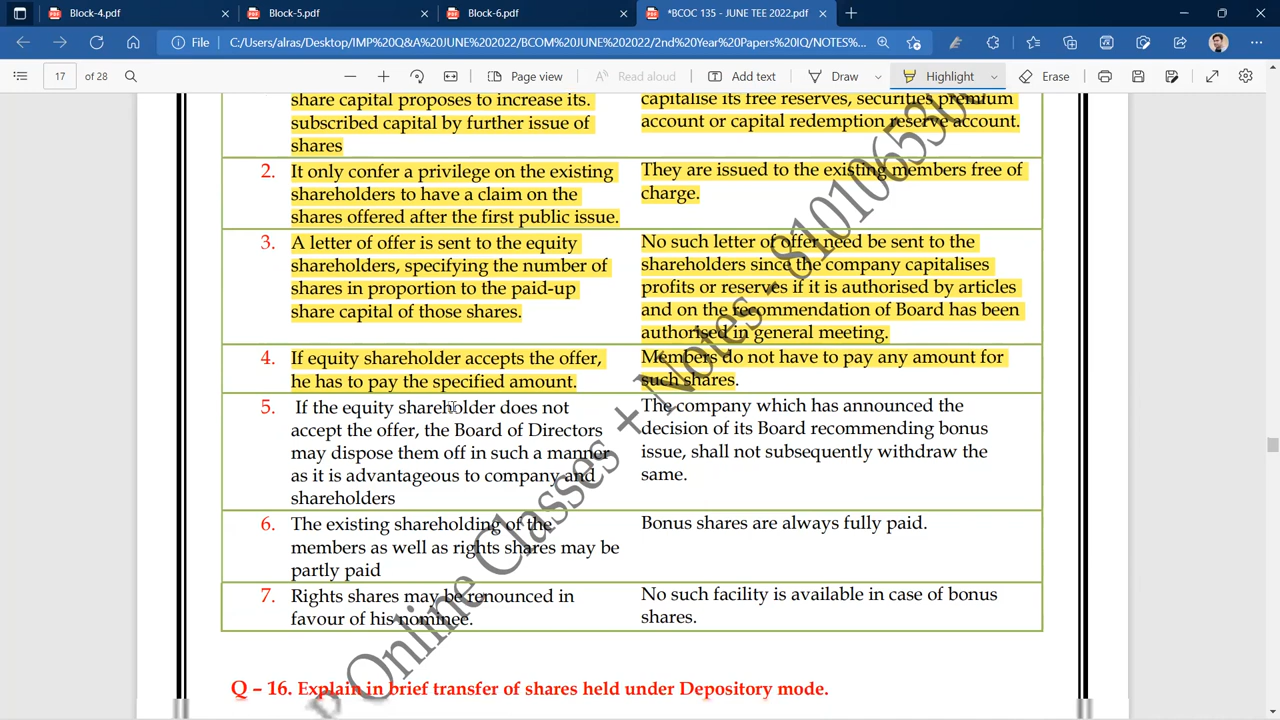 Block-4.pdf
Block-5.pdf
Block-6.pdf
*BCOC 135 - JUNE TEE 2022.pdf
File
C:/Users/alras/Desktop/IMP%20Q&A%20JUNE%202022/BCOM%20JUNE%202022/2nd%20Year%20Papers%20IQ/NOTES%...
17 of 28
Page view
Read aloud
Add text
Draw
Highlight
Erase
share capital proposes to increase its.
subscribed capital by further issue of
shares
capitalise its free reserves, securities premium
account or capital redemption reserve account.
2. It only confer a privilege on the existing
shareholders to have a claim on the
shares offered after the first public issue.
They are issued to the existing members free of
charge.
3. A letter of offer is sent to the equity
shareholders, specifying the number of
shares in proportion to the paid-up
share capital of those shares.
No such letter of offer need be sent to the
shareholders since the company capitalises
profits or reserves if it is authorised by articles
and on the recommendation of Board has been
authorised in general meeting.
4. If equity shareholder accepts the offer,
he has to pay the specified amount.
Members do not have to pay any amount for
such shares.
5. If the equity shareholder does not
accept the offer, the Board of Directors
may dispose them off in such a manner
as it is advantageous to company and
shareholders
The company which has announced the
decision of its Board recommending bonus
issue, shall not subsequently withdraw the
same.
6. The existing shareholding of the
members as well as rights shares may be
partly paid
Bonus shares are always fully paid.
7. Rights shares may be renounced in
favour of his nominee.
No such facility is available in case of bonus
shares.
Q – 16. Explain in brief transfer of shares held under Depository mode.
Online Classes + Notes -